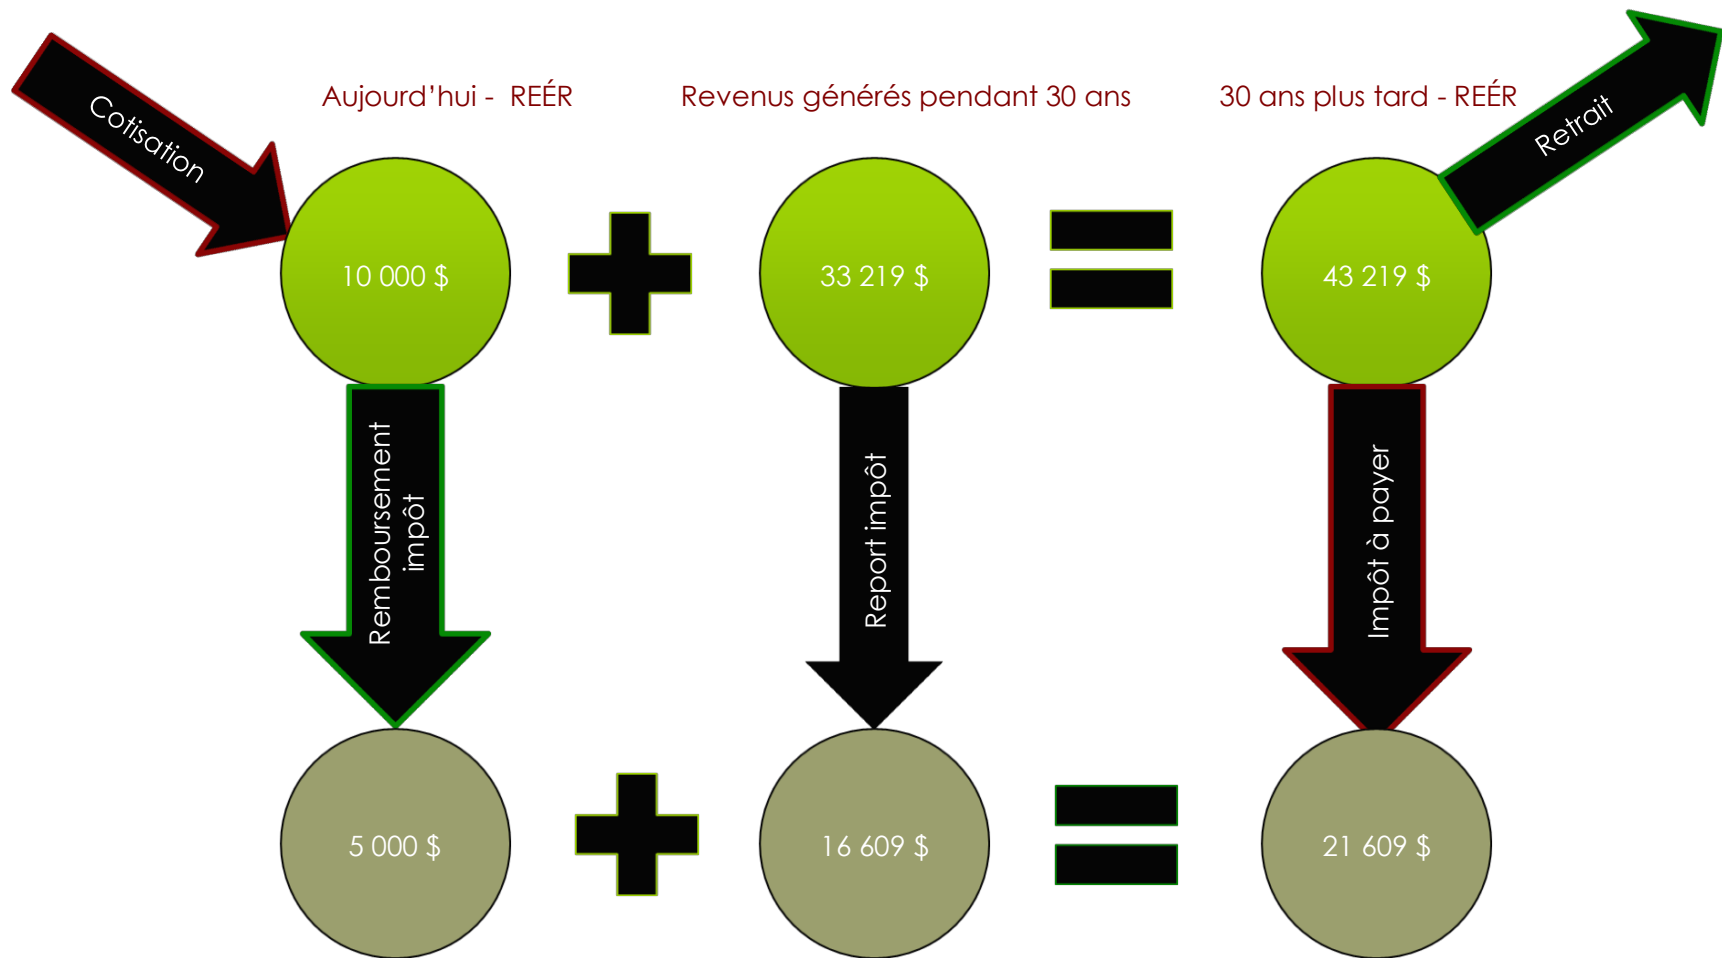 Cotisation
Aujourd’hui - REÉR
Revenus générés pendant 30 ans
30 ans plus tard - REÉR
Retrait
10 000 $
33 219 $
43 219 $
Remboursement
impôt
Report impôt
Impôt à payer
5 000 $
16 609 $
21 609 $